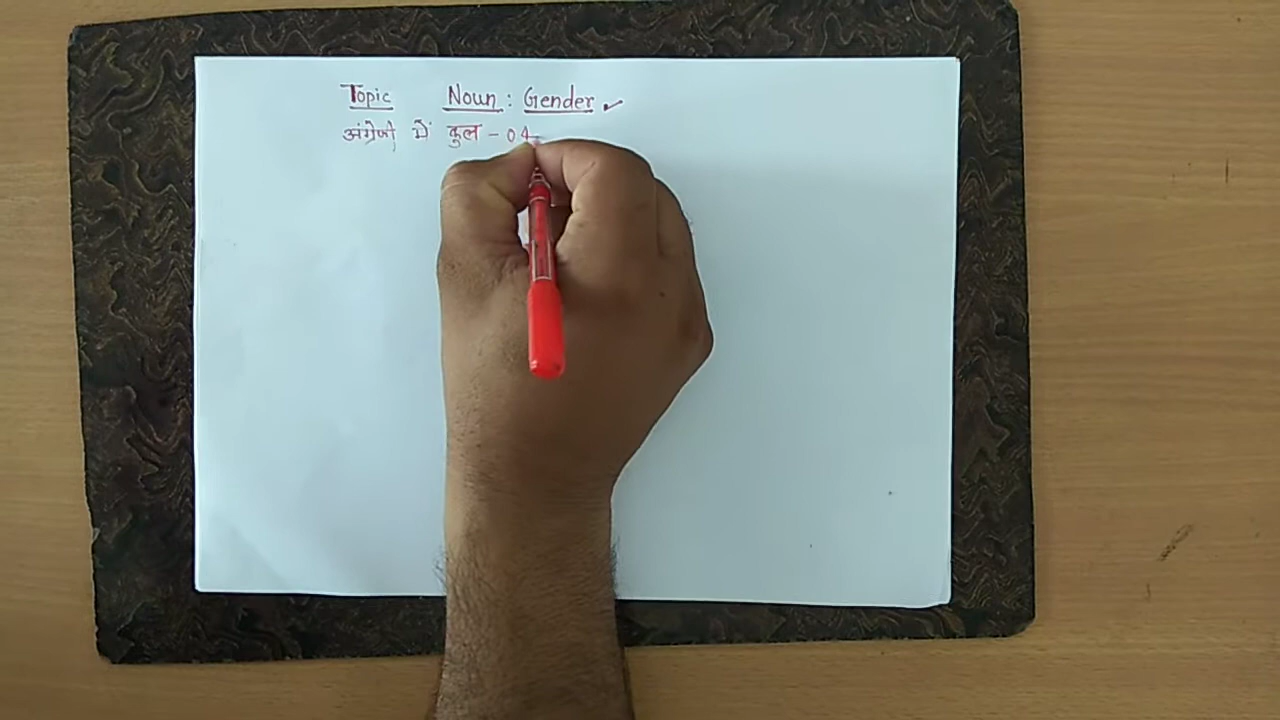 Topic Noun : Gender ✓
अंग्रेजी में कुल - 04